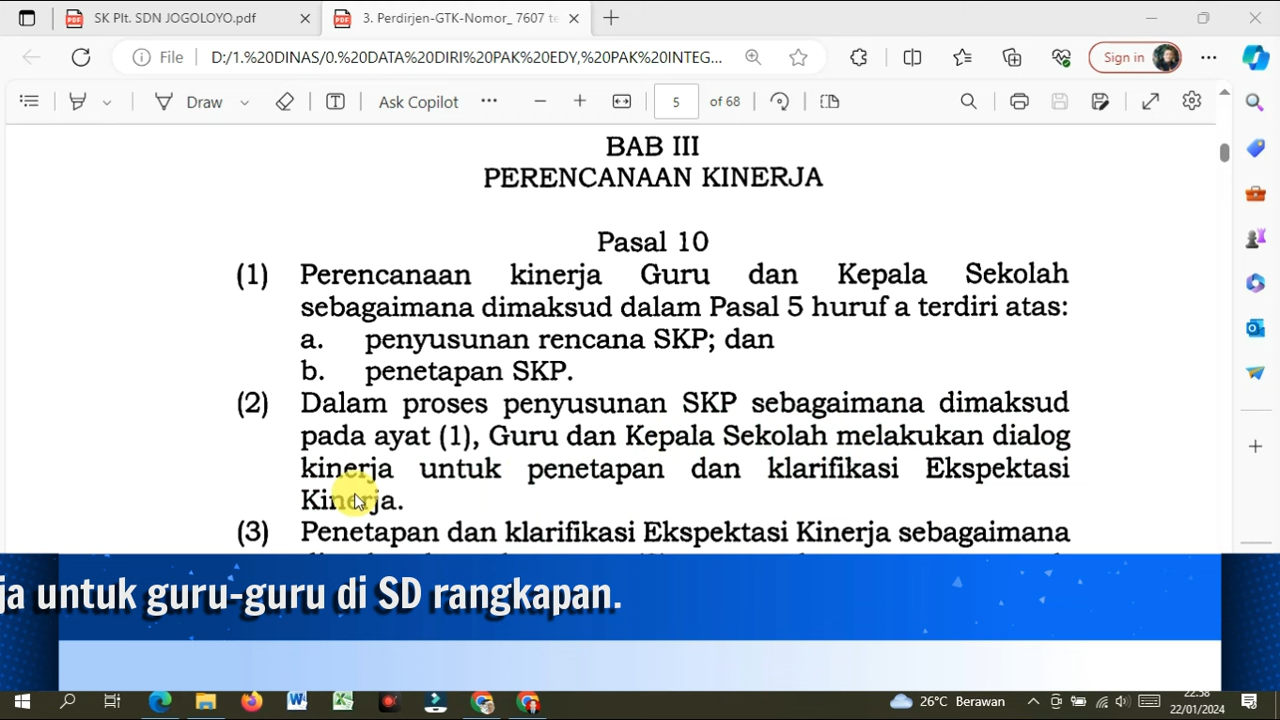 SK Plt. SDN JOGOLOYO.pdf
3. Perdirjen-GTK-Nomor_ 7607 te
File D:/1.%20DINAS/0.%20DATA%20DIRI%20PAK%20EDY,%20PAK%20INTEG... Sign in
Draw Ask Copilot 5 of 68
BAB III
PERENCANAAN KINERJA
Pasal 10
(1) Perencanaan kinerja Guru dan Kepala Sekolah
sebagaimana dimaksud dalam Pasal 5 huruf a terdiri atas:
a. penyusunan rencana SKP; dan
b. penetapan SKP.
(2) Dalam proses penyusunan SKP sebagaimana dimaksud
pada ayat (1), Guru dan Kepala Sekolah melakukan dialog
kinerja untuk penetapan dan klarifikasi Ekspektasi
Kinerja.
(3) Penetapan dan klarifikasi Ekspektasi Kinerja sebagaimana
ja untuk guru-guru di SD rangkapan.
26°C Berawan
22.38
22/01/2024